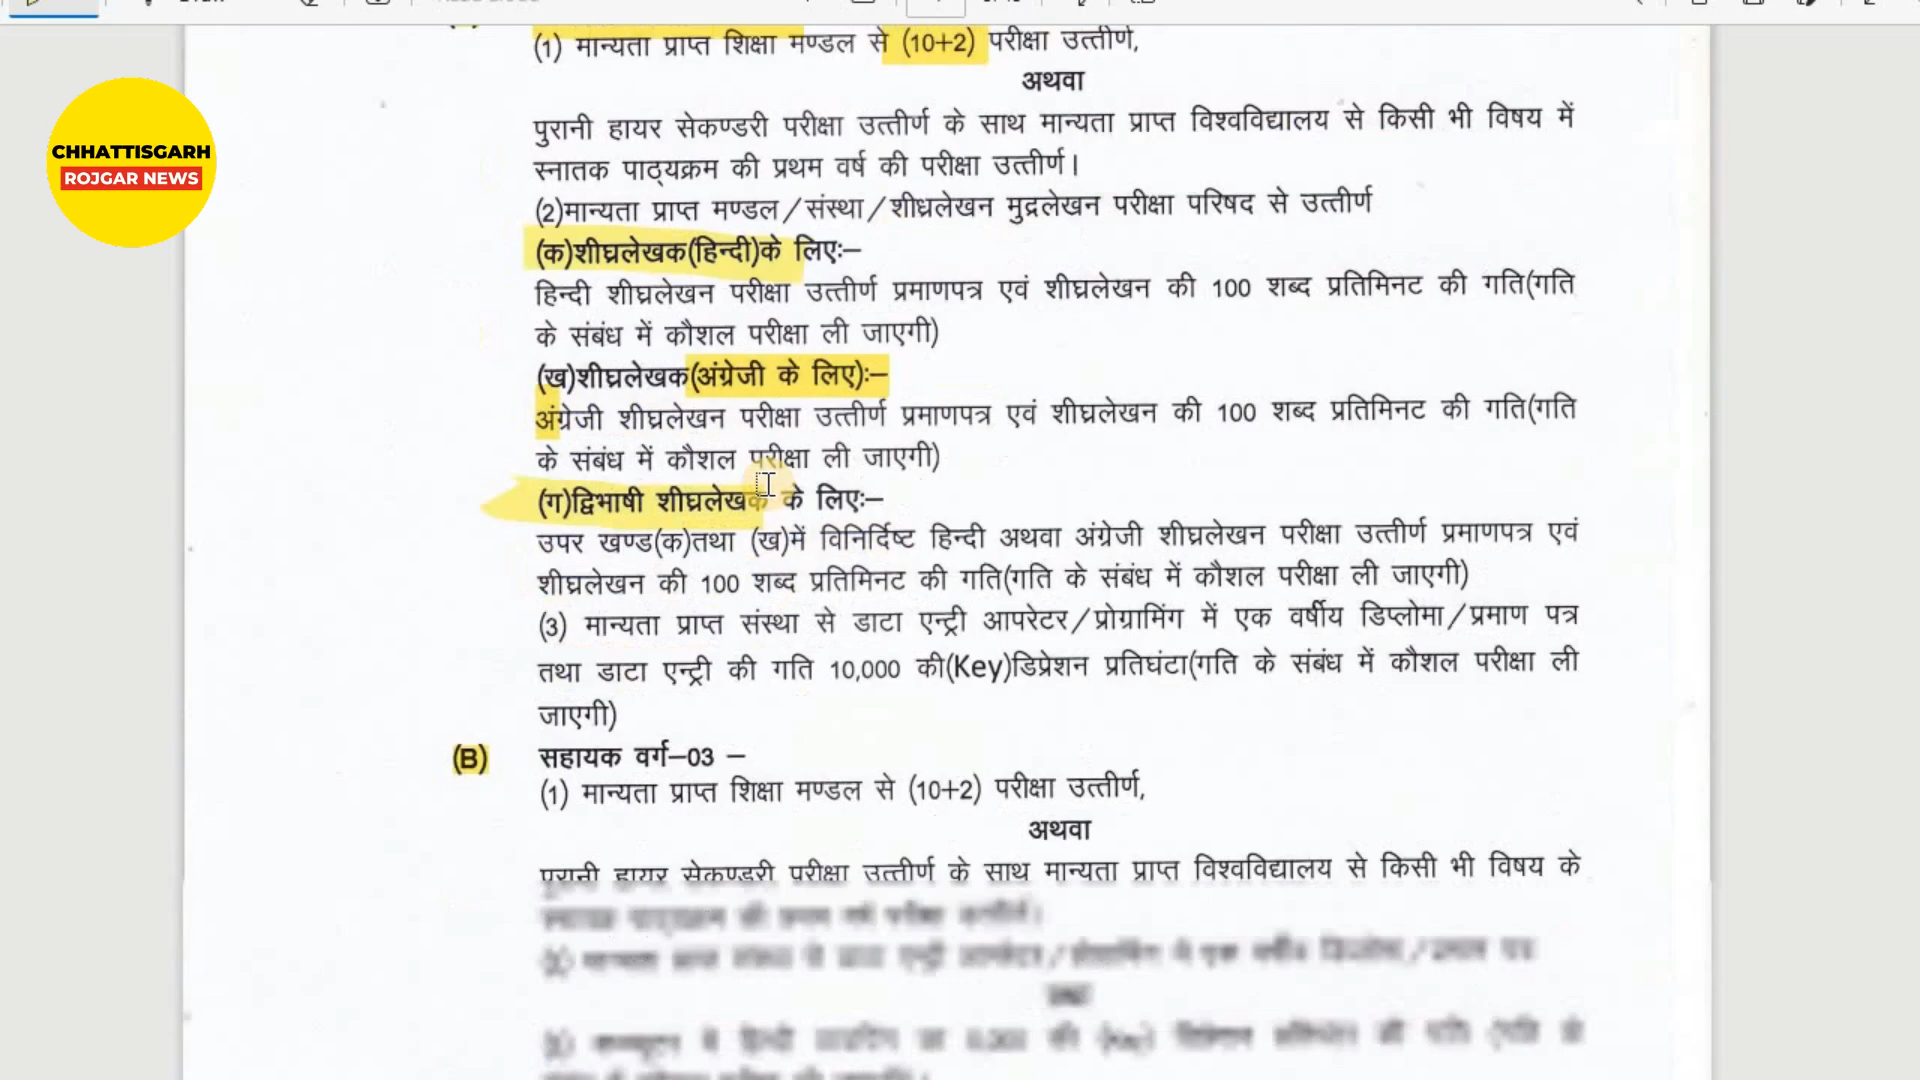 CHHATTISGARH
ROJGAR NEWS
(1) मान्यता प्राप्त शिक्षा मण्डल से (10+2) परीक्षा उत्तीर्ण,
अथवा
पुरानी हायर सेकण्डरी परीक्षा उत्तीर्ण के साथ मान्यता प्राप्त विश्वविद्यालय से किसी भी विषय में
स्नातक पाठ्यक्रम की प्रथम वर्ष की परीक्षा उत्तीर्ण।
(2)मान्यता प्राप्त मण्डल/संस्था/शीध्रलेखन मुद्रलेखन परीक्षा परिषद से उत्तीर्ण
(क)शीघ्रलेखक(हिन्दी)के लिएः–
हिन्दी शीघ्रलेखन परीक्षा उत्तीर्ण प्रमाणपत्र एवं शीघ्रलेखन की 100 शब्द प्रतिमिनट की गति(गति
के संबंध में कौशल परीक्षा ली जाएगी)
(ख)शीघ्रलेखक(अंग्रेजी के लिए):–
अंग्रेजी शीघ्रलेखन परीक्षा उत्तीर्ण प्रमाणपत्र एवं शीघ्रलेखन की 100 शब्द प्रतिमिनट की गति(गति
के संबंध में कौशल परीक्षा ली जाएगी)
(ग)द्विभाषी शीघ्रलेखक के लिएः–
उपर खण्ड(क)तथा (ख)में विनिर्दिष्ट हिन्दी अथवा अंग्रेजी शीघ्रलेखन परीक्षा उत्तीर्ण प्रमाणपत्र एवं
शीघ्रलेखन की 100 शब्द प्रतिमिनट की गति(गति के संबंध में कौशल परीक्षा ली जाएगी)
(3) मान्यता प्राप्त संस्था से डाटा एन्ट्री आपरेटर/प्रोग्रामिंग में एक वर्षीय डिप्लोमा/प्रमाण पत्र
तथा डाटा एन्ट्री की गति 10,000 की(Key)डिप्रेशन प्रतिघंटा(गति के संबंध में कौशल परीक्षा ली
जाएगी)
(B) सहायक वर्ग–03 –
(1) मान्यता प्राप्त शिक्षा मण्डल से (10+2) परीक्षा उत्तीर्ण,
अथवा
पुरानी हायर सेकण्डरी परीक्षा उत्तीर्ण के साथ मान्यता प्राप्त विश्वविद्यालय से किसी भी विषय के